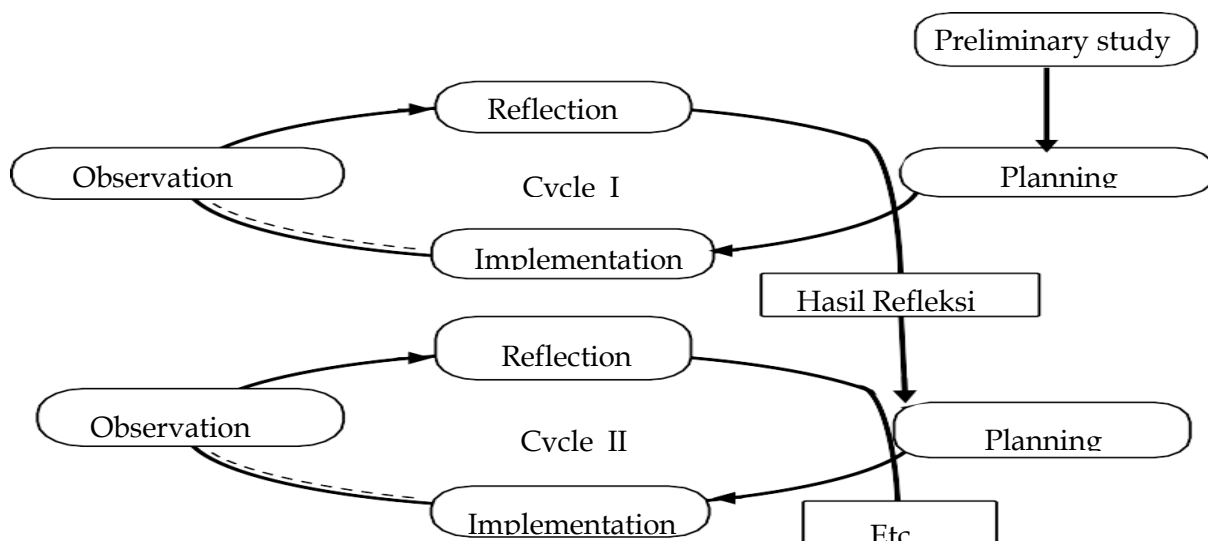 Preliminary study
Reflection
Observation
Planning
Cycle I
Implementation
Hasil Refleksi
Reflection
Observation
Planning
Cycle II
Implementation
Etc